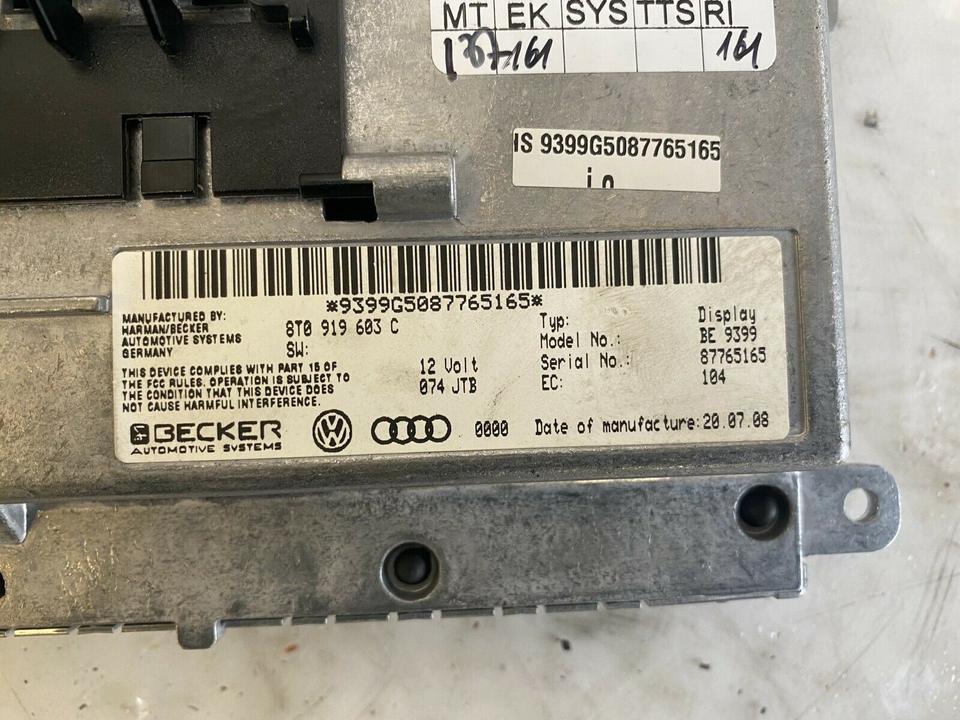 MT EK SYS TTS RI
161 161
HS 9399G5087765165
i.o
*9399G5087765165*
MANUFACTURED BY:
HARMAN/BECKER
AUTOMOTIVE SYSTEMS
GERMANY
8T0 919 603 C
SW:
THIS DEVICE COMPLIES WITH PART 15 OF
THE FCC RULES. OPERATION IS SUBJECT TO
THE CONDITION THAT THIS DEVICE DOES
NOT CAUSE HARMFUL INTERFERENCE.
12 Volt
074 JTB
Typ: Display
Model No.: BE 9399
Serial No.: 87765165
EC: 104
BECKER
AUTOMOTIVE SYSTEMS
VW
0000 Date of manufacture:20.07.08